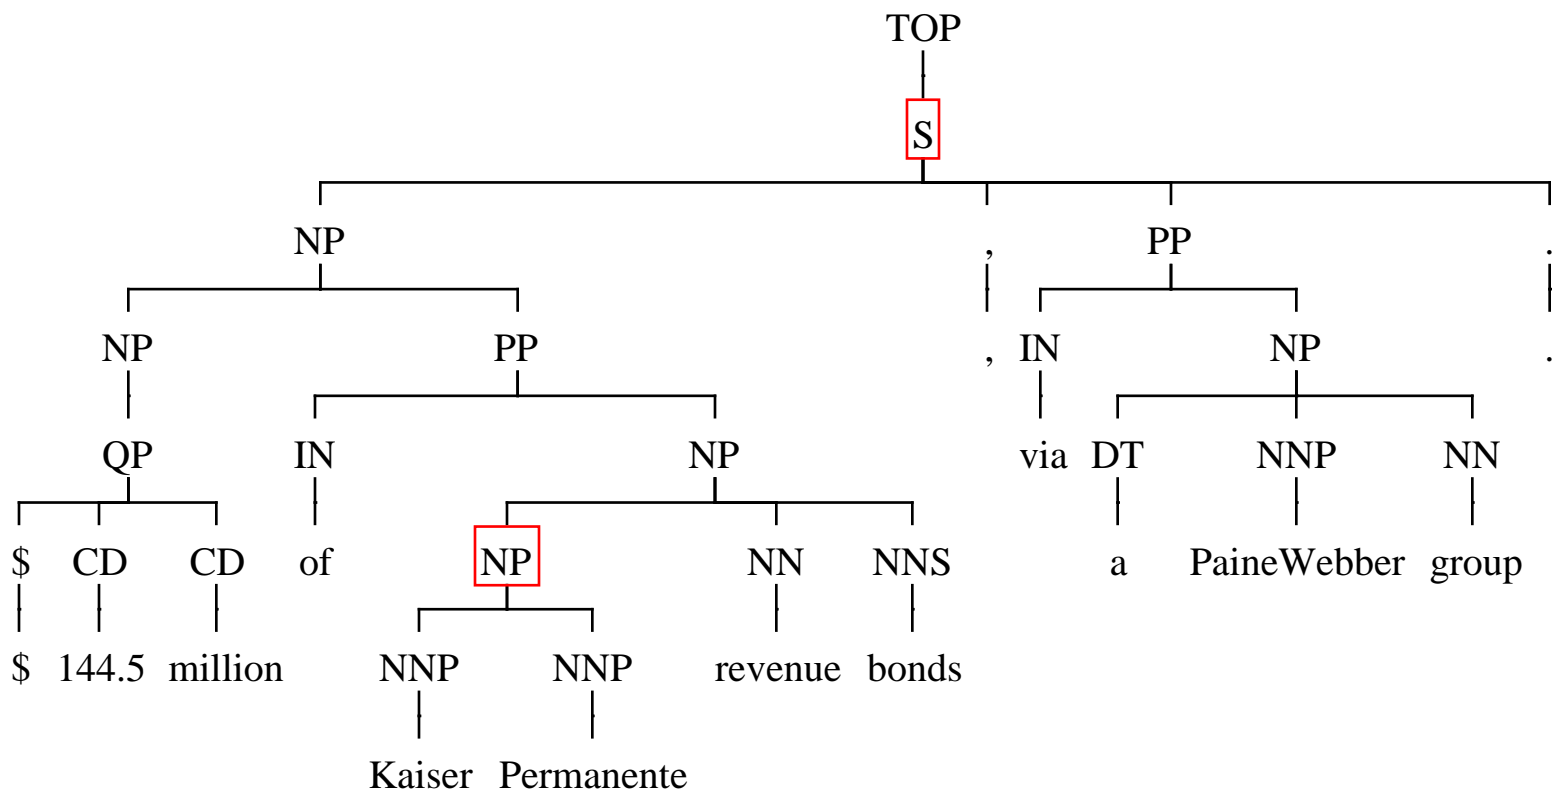 TOP
S
NP , PP .
NP PP , IN NP .
QP IN NP via DT NNP NN
$ CD CD of NP NN NNS a PaineWebber group
$ 144.5 million NNP NNP revenue bonds
Kaiser Permanente